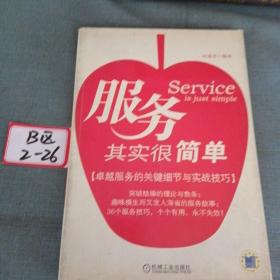 Service
is just simple
服务
其实很简单
【卓越服务的关键细节与实战技巧】
突破枯燥的理论与教条：
趣味横生而又发人深省的服务故事；
36个服务技巧，个个有用，永不失效！
机械工业出版社
B区
2-26